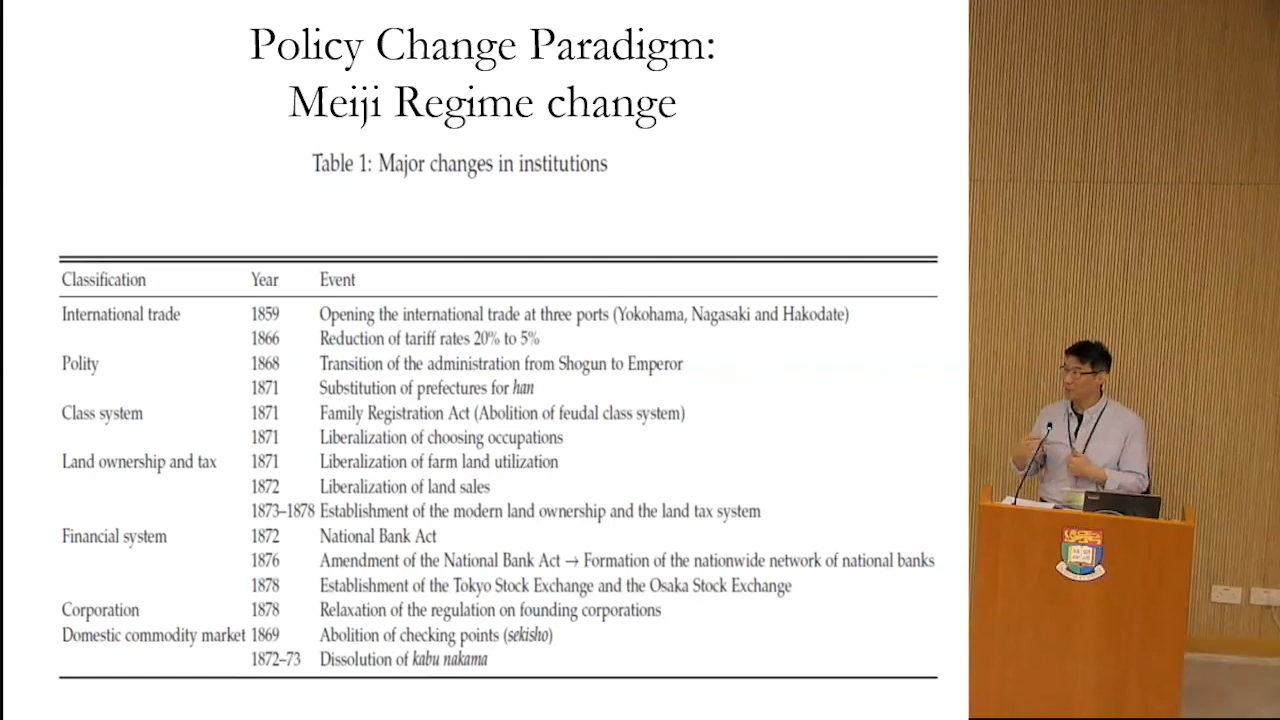 Policy Change Paradigm:
Meiji Regime change
Table 1: Major changes in institutions
Classification Year Event
International trade 1859 Opening the international trade at three ports (Yokohama, Nagasaki and Hakodate)
1866 Reduction of tariff rates 20% to 5%
Polity 1868 Transition of the administration from Shogun to Emperor
1871 Substitution of prefectures for han
Class system 1871 Family Registration Act (Abolition of feudal class system)
1871 Liberalization of choosing occupations
Land ownership and tax 1871 Liberalization of farm land utilization
1872 Liberalization of land sales
1873–1878 Establishment of the modern land ownership and the land tax system
Financial system 1872 National Bank Act
1876 Amendment of the National Bank Act → Formation of the nationwide network of national banks
1878 Establishment of the Tokyo Stock Exchange and the Osaka Stock Exchange
Corporation 1878 Relaxation of the regulation on founding corporations
Domestic commodity market 1869 Abolition of checking points (sekisho)
1872–73 Dissolution of kabu nakama